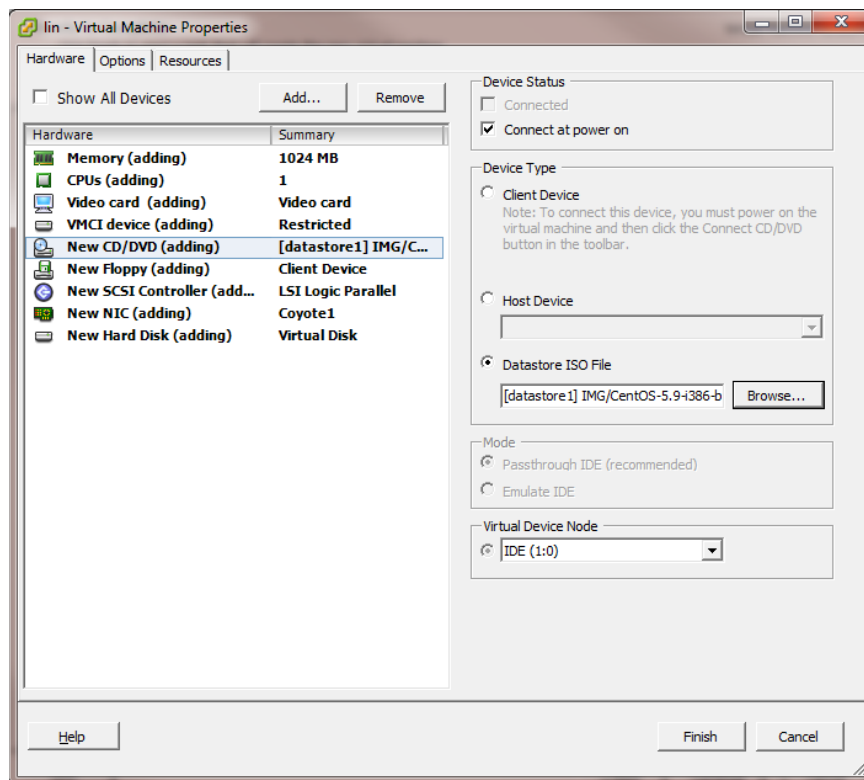 lin - Virtual Machine Properties
Hardware Options Resources
Show All Devices
Add...
Remove
Hardware Summary
Memory (adding) 1024 MB
CPUs (adding) 1
Video card (adding) Video card
VMCI device (adding) Restricted
New CD/DVD (adding) [datastore1] IMG/C...
New Floppy (adding) Client Device
New SCSI Controller (add... LSI Logic Parallel
New NIC (adding) Coyote1
New Hard Disk (adding) Virtual Disk
Device Status
Connected
Connect at power on
Device Type
Client Device
Note: To connect this device, you must power on the
virtual machine and then click the Connect CD/DVD
button in the toolbar.
Host Device
Datastore ISO File
[datastore1] IMG/CentOS-5.9-i386-b
Browse...
Mode
Passthrough IDE (recommended)
Emulate IDE
Virtual Device Node
IDE (1:0)
Help
Finish
Cancel